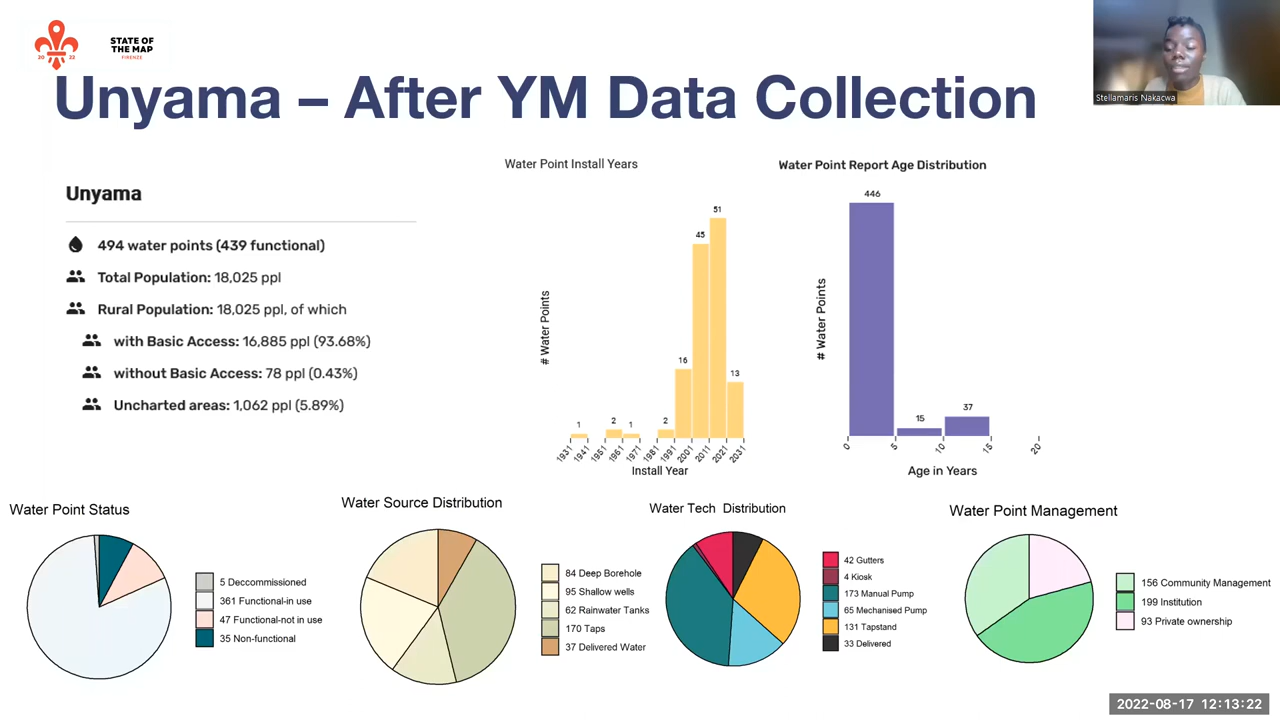 STATE OF
THE MAP
FIRENZE
20 22
Unyama – After YM Data Collection
Stellamaris Nakacwa
Unyama
494 water points (439 functional)
Total Population: 18,025 ppl
Rural Population: 18,025 ppl, of which
with Basic Access: 16,885 ppl (93.68%)
without Basic Access: 78 ppl (0.43%)
Uncharted areas: 1,062 ppl (5.89%)
Water Point Install Years
# Water Points
1
2
1
2
16
45
51
13
1931
1941
1951
1961
1971
1981
1991
2001
2011
2021
2031
Install Year
Water Point Report Age Distribution
# Water Points
446
15
37
0
5
10
15
20
Age in Years
Water Point Status
5 Deccommissioned
361 Functional-in use
47 Functional-not in use
35 Non-functional
Water Source Distribution
84 Deep Borehole
95 Shallow wells
62 Rainwater Tanks
170 Taps
37 Delivered Water
Water Tech Distribution
42 Gutters
4 Kiosk
173 Manual Pump
65 Mechanised Pump
131 Tapstand
33 Delivered
Water Point Management
156 Community Management
199 Institution
93 Private ownership
2022-08-17 12:13:22